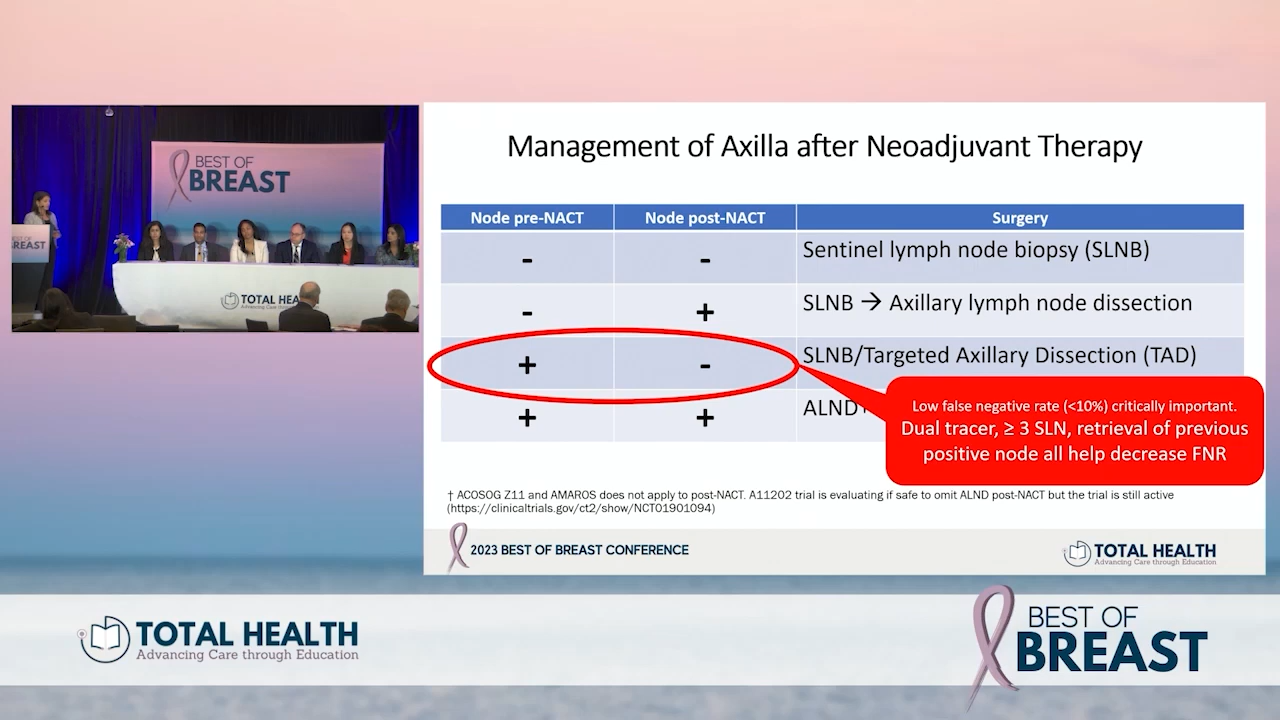 BEST OF
BREAST
BREAST
TOTAL HEA
Advancing Care through
Management of Axilla after Neoadjuvant Therapy
Node pre-NACT Node post-NACT Surgery
- - Sentinel lymph node biopsy (SLNB)
- + SLNB → Axillary lymph node dissection
+ - SLNB/Targeted Axillary Dissection (TAD)
+ + ALND†
Low false negative rate (<10%) critically important.
Dual tracer, ≥ 3 SLN, retrieval of previous
positive node all help decrease FNR
† ACOSOG Z11 and AMAROS does not apply to post-NACT. A11202 trial is evaluating if safe to omit ALND post-NACT but the trial is still active
(https://clinicaltrials.gov/ct2/show/NCT01901094)
2023 BEST OF BREAST CONFERENCE
TOTAL HEALTH
Advancing Care through Education
TOTAL HEALTH
Advancing Care through Education
BEST OF
BREAST